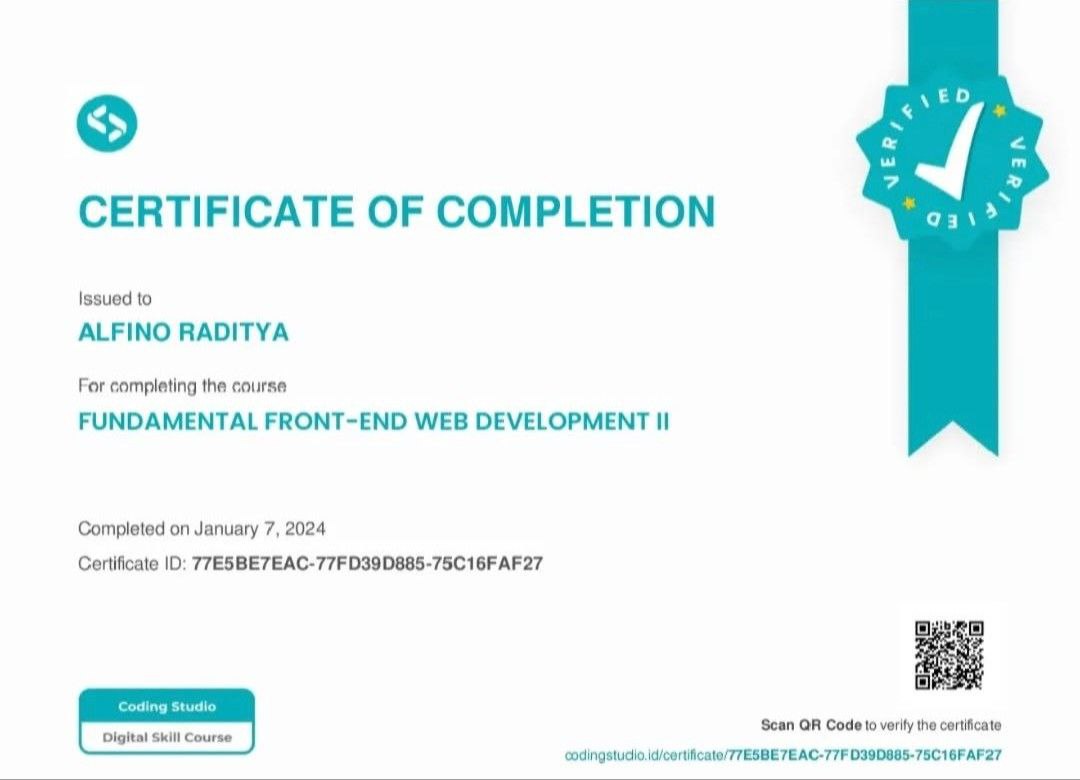 VERIFIED VERIFIED VERIFIED
CERTIFICATE OF COMPLETION
Issued to
ALFINO RADITYA
For completing the course
FUNDAMENTAL FRONT-END WEB DEVELOPMENT II
Completed on January 7, 2024
Certificate ID: 77E5BE7EAC-77FD39D885-75C16FAF27
Coding Studio
Digital Skill Course
Scan QR Code to verify the certificate
codingstudio.id/certificate/77E5BE7EAC-77FD39D885-75C16FAF27